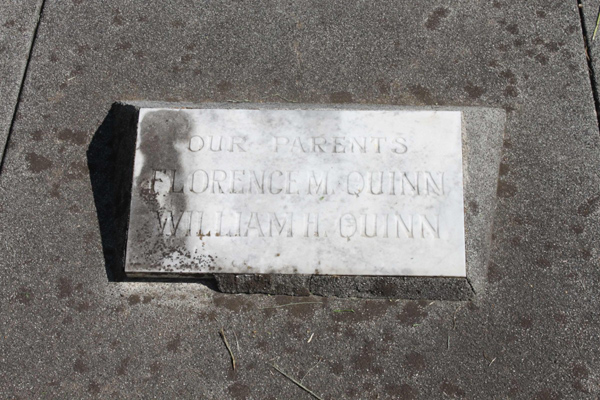 OUR PARENTS
FLORENCE M. QUINN
WILLIAM H. QUINN